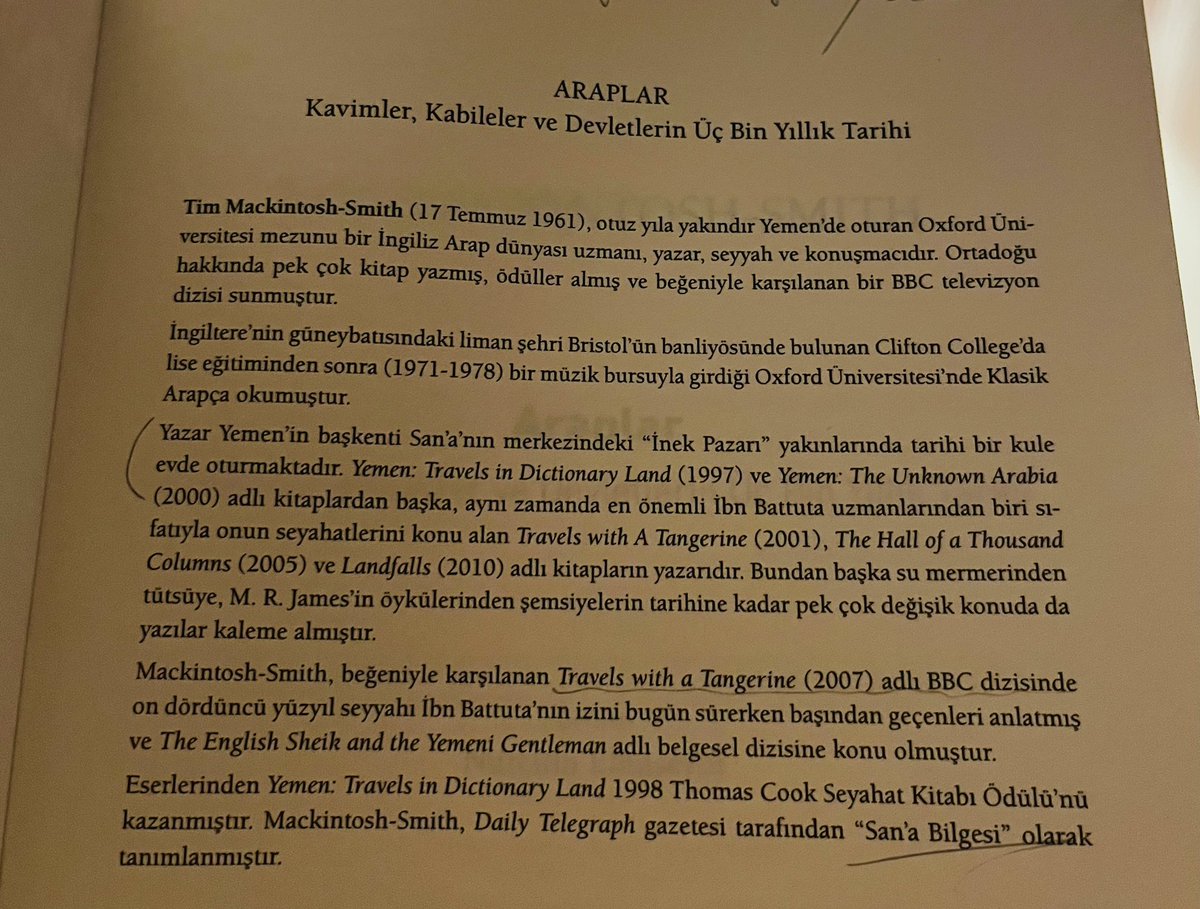 ARAPLAR
Kavimler, Kabileler ve Devletlerin Üç Bin Yıllık Tarihi
Tim Mackintosh-Smith (17 Temmuz 1961), otuz yıla yakındır Yemen’de oturan Oxford Üni-
versitesi mezunu bir İngiliz Arap dünyası uzmanı, yazar, seyyah ve konuşmacıdır. Ortadoğu
hakkında pek çok kitap yazmış, ödüller almış ve beğeniyle karşılanan bir BBC televizyon
dizisi sunmuştur.
İngiltere’nin güneybatısındaki liman şehri Bristol’ün banliyösünde bulunan Clifton College’da
lise eğitiminden sonra (1971-1978) bir müzik bursuyla girdiği Oxford Üniversitesi’nde Klasik
Arapça okumuştur.
Yazar Yemen’in başkenti San’a’nın merkezindeki “İnek Pazarı” yakınlarında tarihi bir kule
evde oturmaktadır. Yemen: Travels in Dictionary Land (1997) ve Yemen: The Unknown Arabia
(2000) adlı kitaplardan başka, aynı zamanda en önemli İbn Battuta uzmanlarından biri sı-
fatıyla onun seyahatlerini konu alan Travels with A Tangerine (2001), The Hall of a Thousand
Columns (2005) ve Landfalls (2010) adlı kitapların yazarıdır. Bundan başka su mermerinden
tütsüye, M. R. James’in öykülerinden şemsiyelerin tarihine kadar pek çok değişik konuda da
yazılar kaleme almıştır.
Mackintosh-Smith, beğeniyle karşılanan Travels with a Tangerine (2007) adlı BBC dizisinde
on dördüncü yüzyıl seyyahı İbn Battuta’nın izini bugün sürerken başından geçenleri anlatmış
ve The English Sheik and the Yemeni Gentleman adlı belgesel dizisine konu olmuştur.
Eserlerinden Yemen: Travels in Dictionary Land 1998 Thomas Cook Seyahat Kitabı Ödülü’nü
kazanmıştır. Mackintosh-Smith, Daily Telegraph gazetesi tarafından “San’a Bilgesi” olarak
tanımlanmıştır.